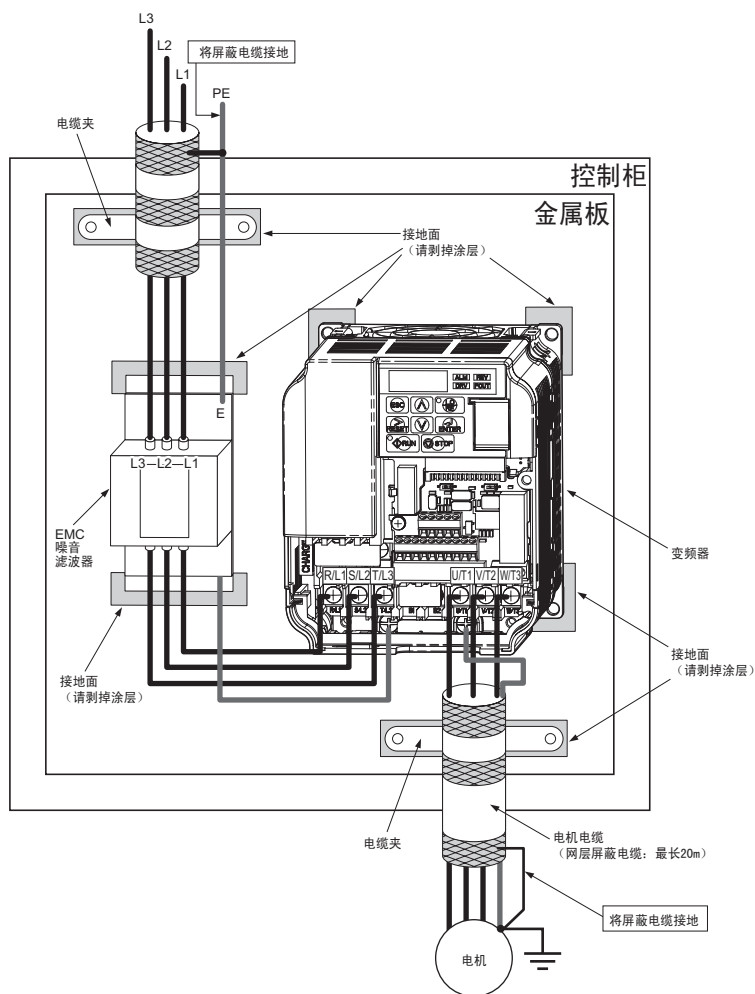 L3
L2
L1
将屏蔽电缆接地
PE
电缆夹
控制柜
金属板
接地面
（请剥掉涂层）
ALM REV
DRV FOUT
ESC
RESET
ENTER
RUN
STOP
E
L3-L2-L1
EMC
噪音
滤波器
变频器
CHARGE
R/L1 S/L2 T/L3
U/T1 V/T2 W/T3
接地面
（请剥掉涂层）
接地面
（请剥掉涂层）
电缆夹
电机电缆
（网层屏蔽电缆：最长20m）
将屏蔽电缆接地
电机